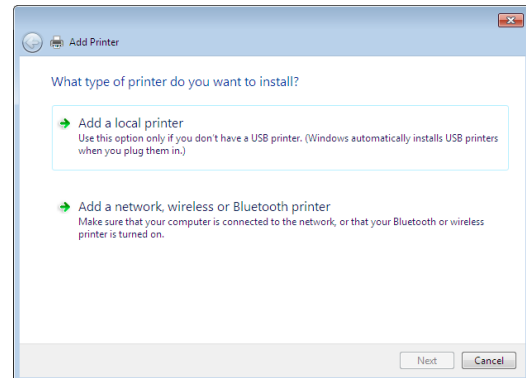 Add Printer
What type of printer do you want to install?
Add a local printer
Use this option only if you don't have a USB printer. (Windows automatically installs USB printers
when you plug them in.)
Add a network, wireless or Bluetooth printer
Make sure that your computer is connected to the network, or that your Bluetooth or wireless
printer is turned on.
Next
Cancel